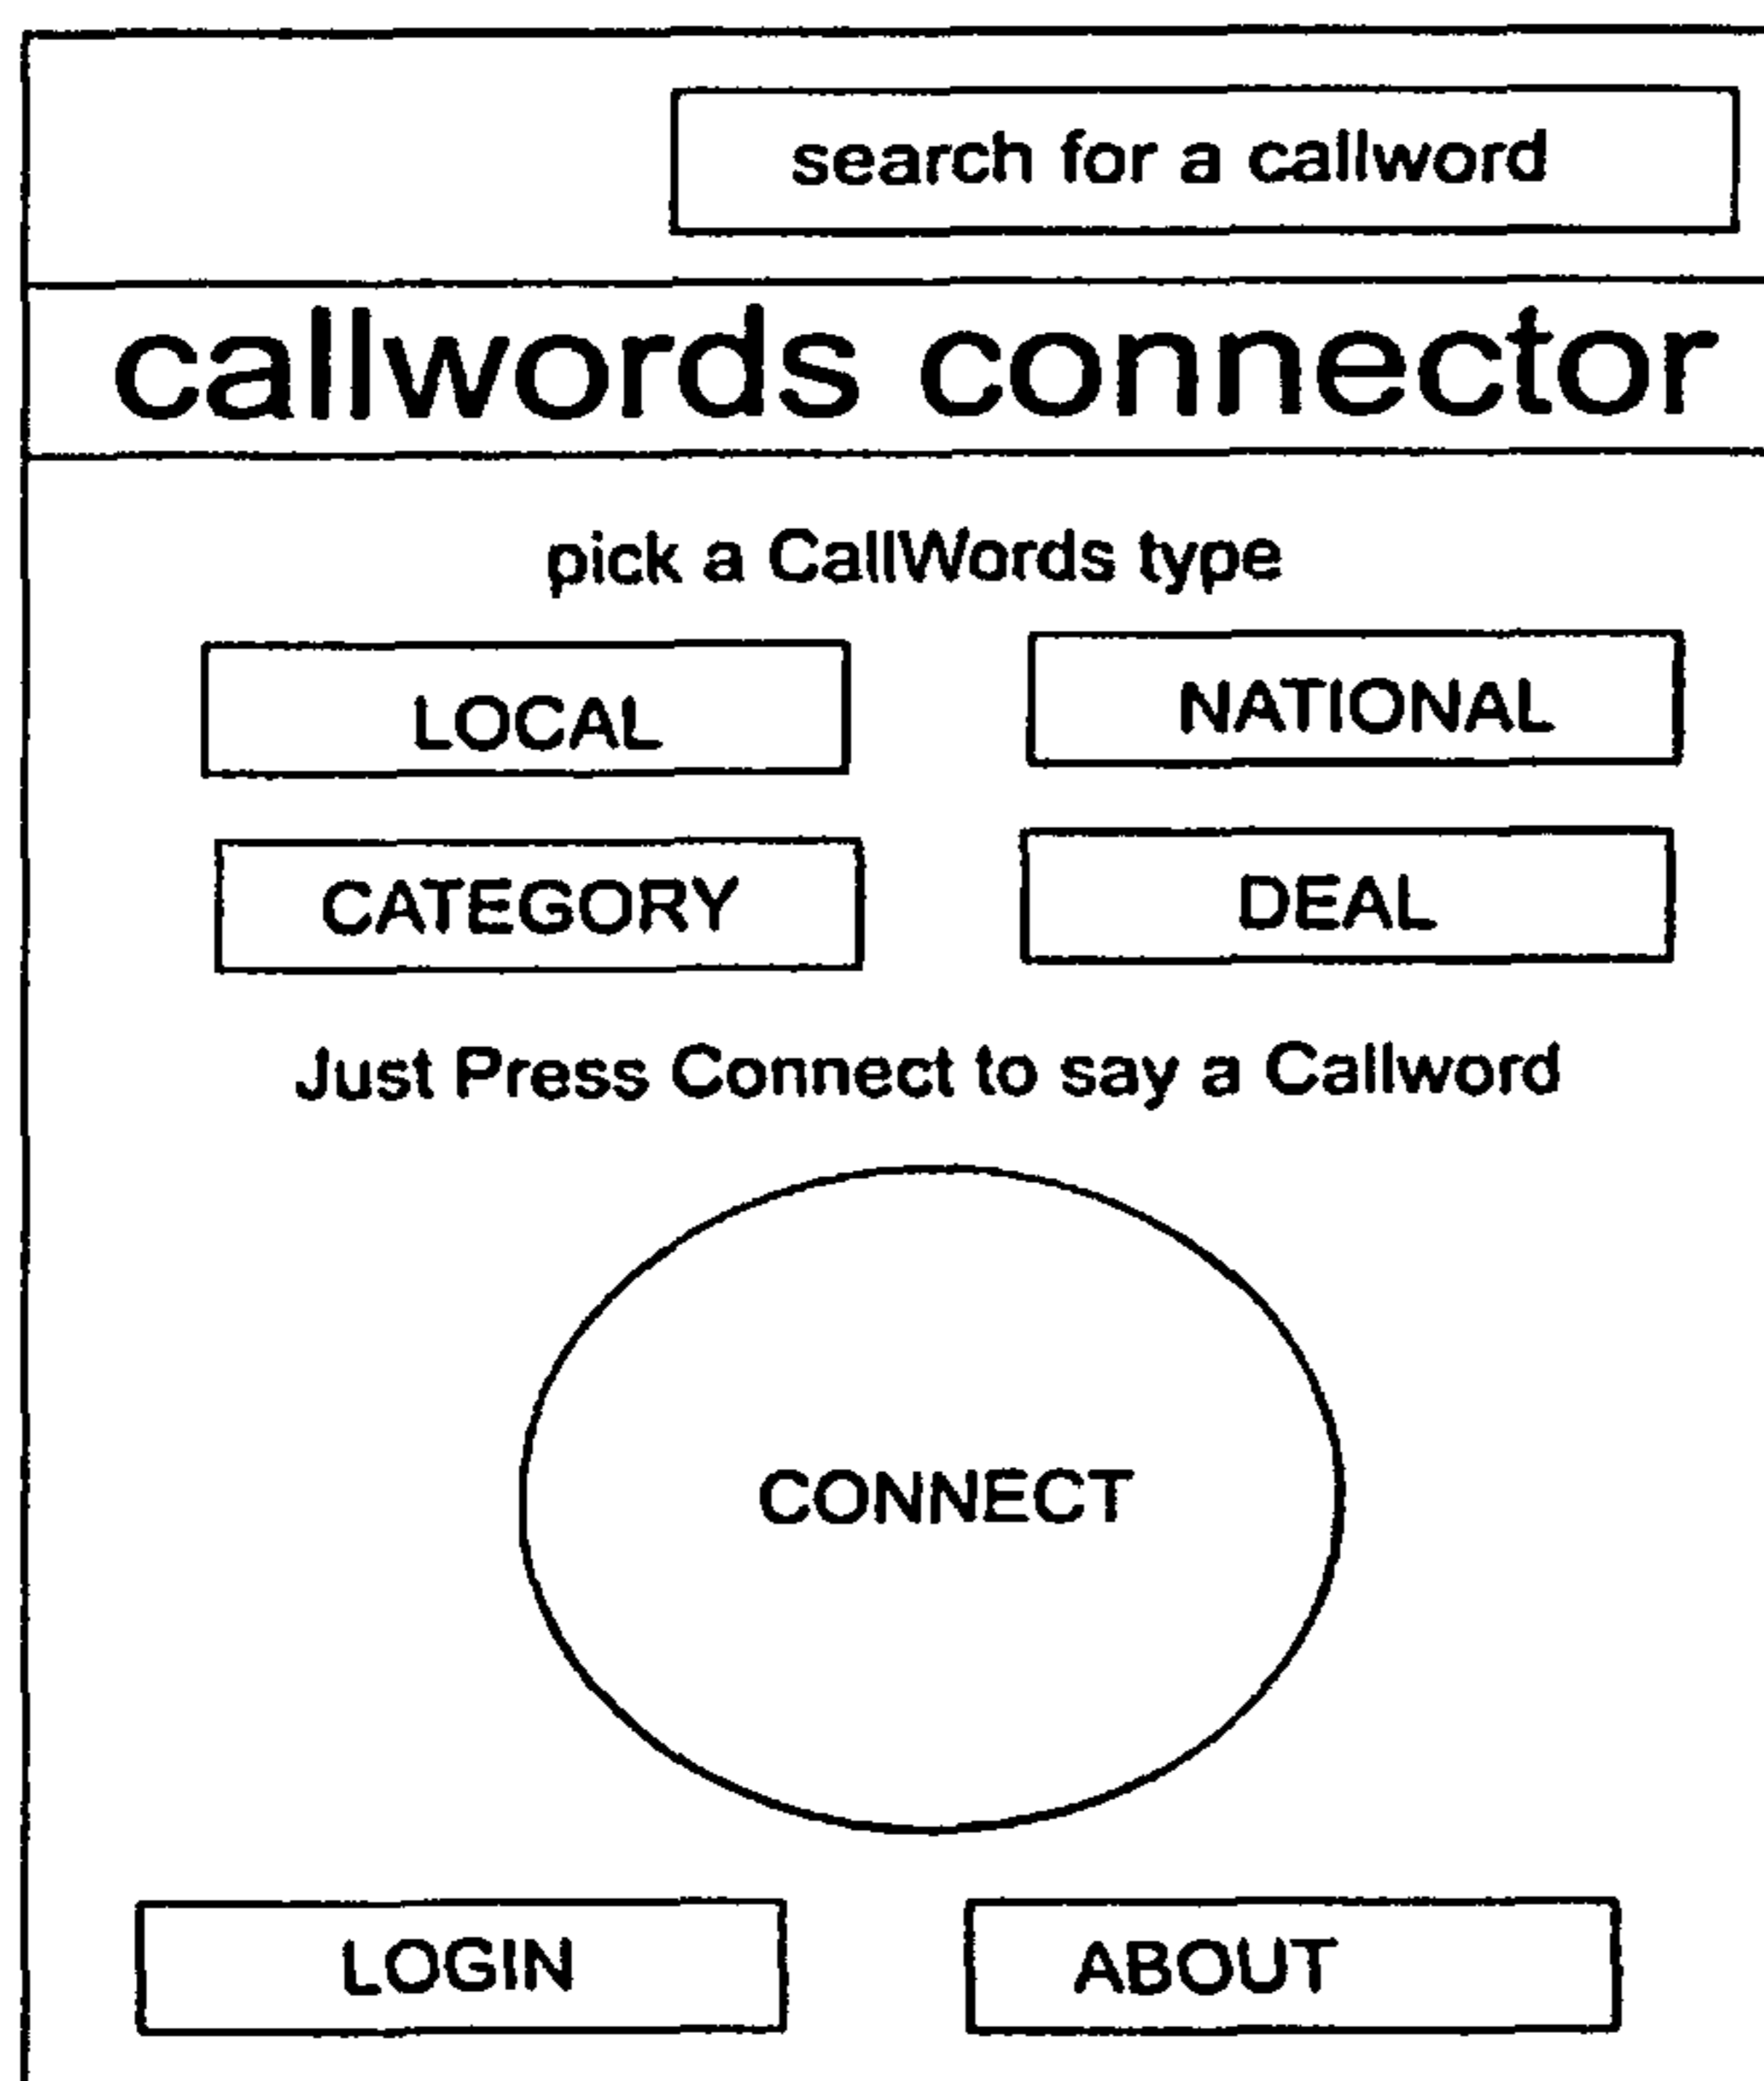 search for a callword
callwords connector
pick a CallWords type
LOCAL NATIONAL
CATEGORY DEAL
Just Press Connect to say a Callword
CONNECT
LOGIN ABOUT